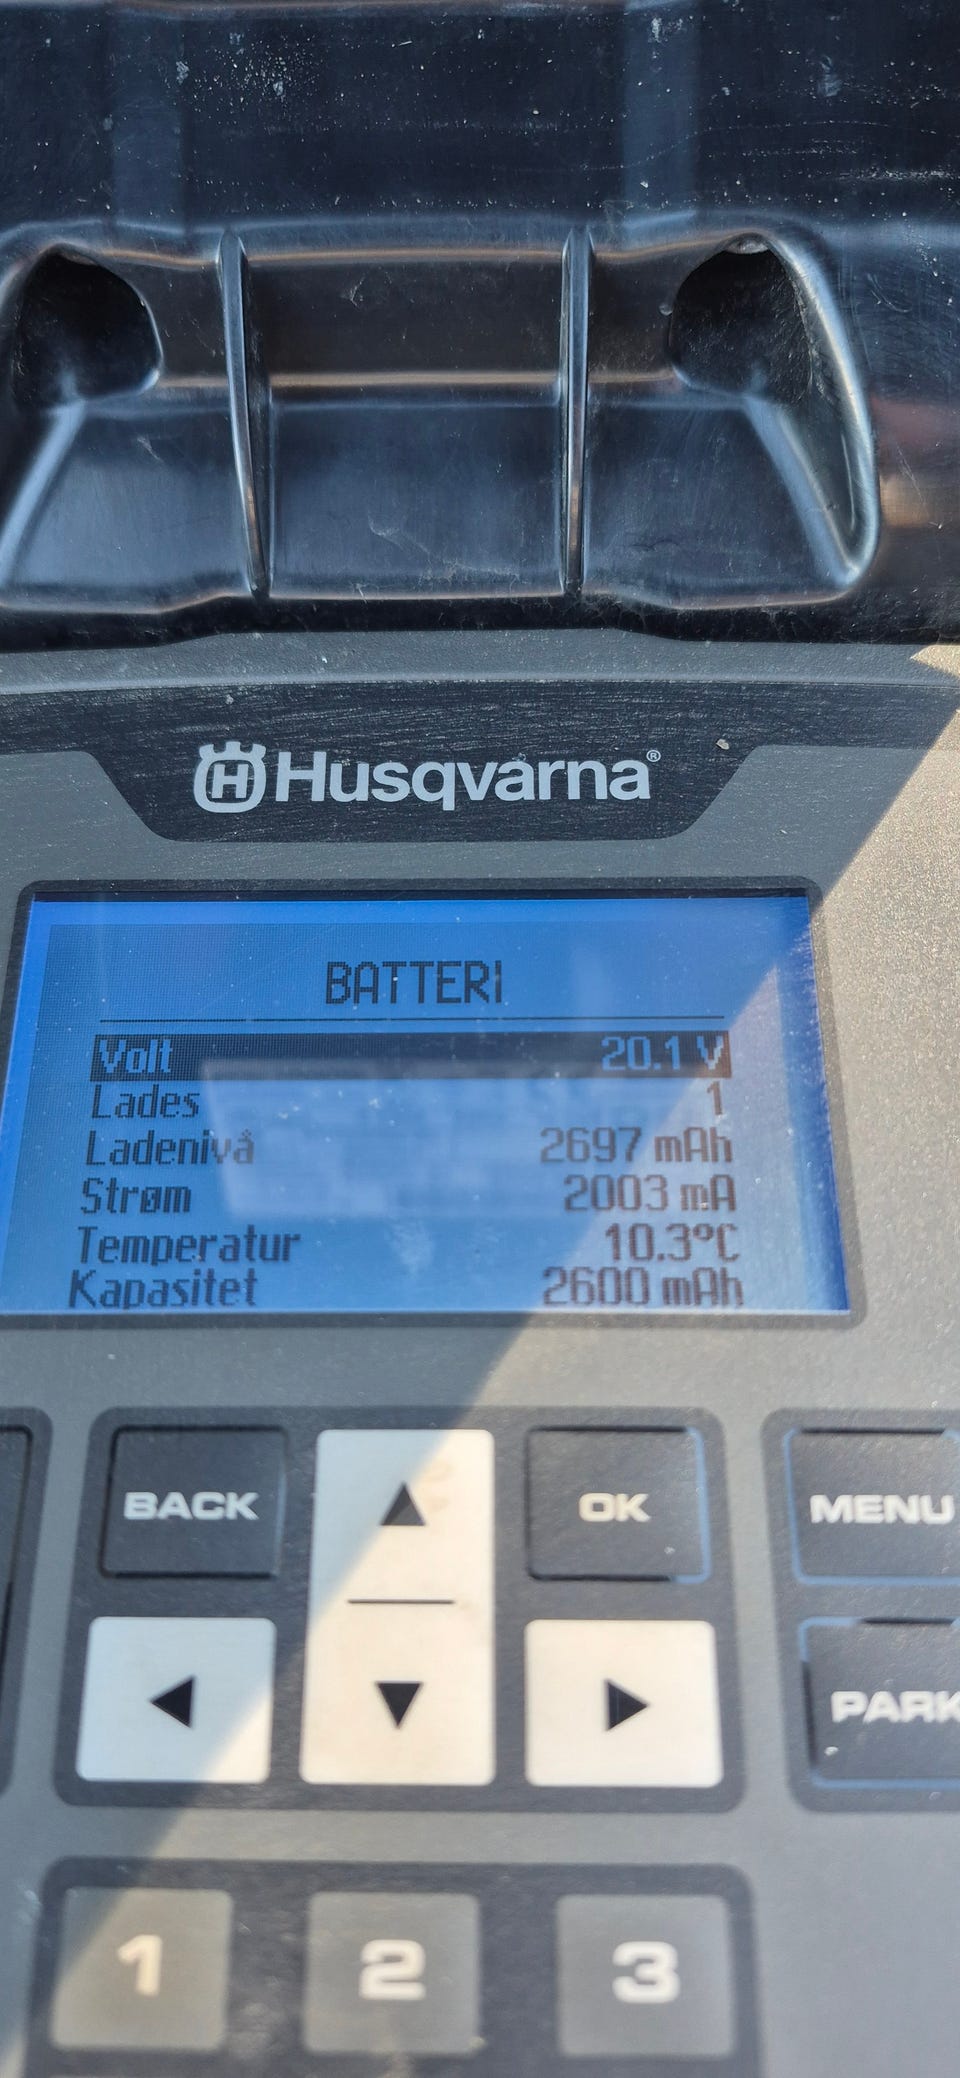 Husqvarna®
BATTERI
Volt 20.1 V
Lades 1
Ladenivå 2697 mAh
Strøm 2003 mA
Temperatur 10.3°C
Kapasitet 2600 mAh
BACK OK MENU
PARK
1 2 3